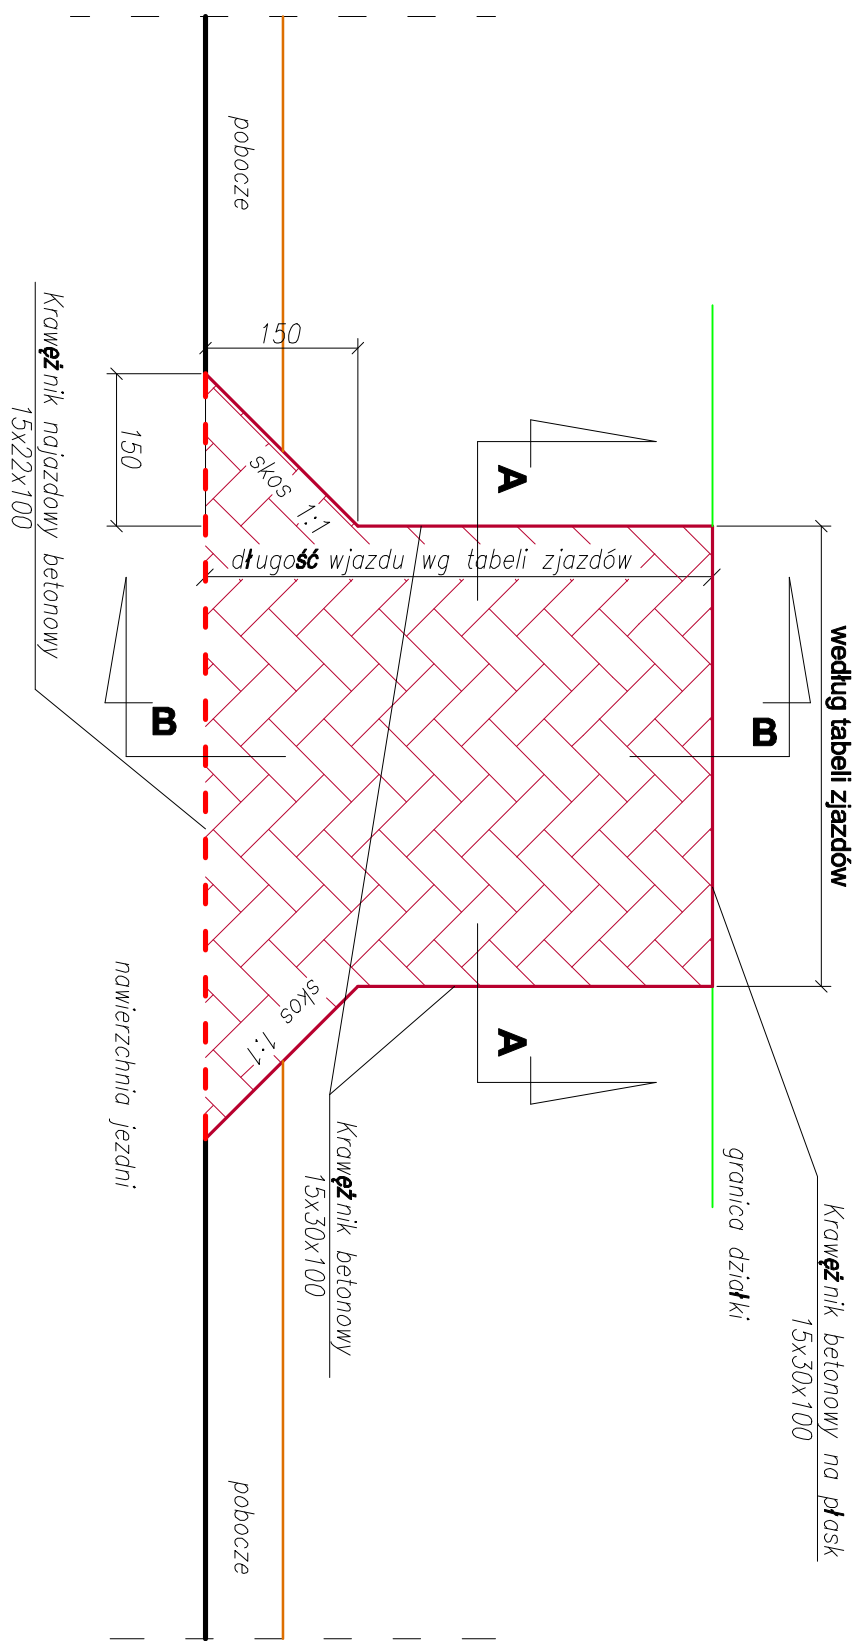 pobocze
150
150
Krawężnik najazdowy betonowy
15x22x100
skos 1:1
A
długość wjazdu wg tabeli zjazdów
według tabeli zjazdów
B
B
skos 1:1
A
nawierzchnia jezdni
Krawężnik betonowy
15x30x100
granica działki
Krawężnik betonowy na płask
15x30x100
pobocze